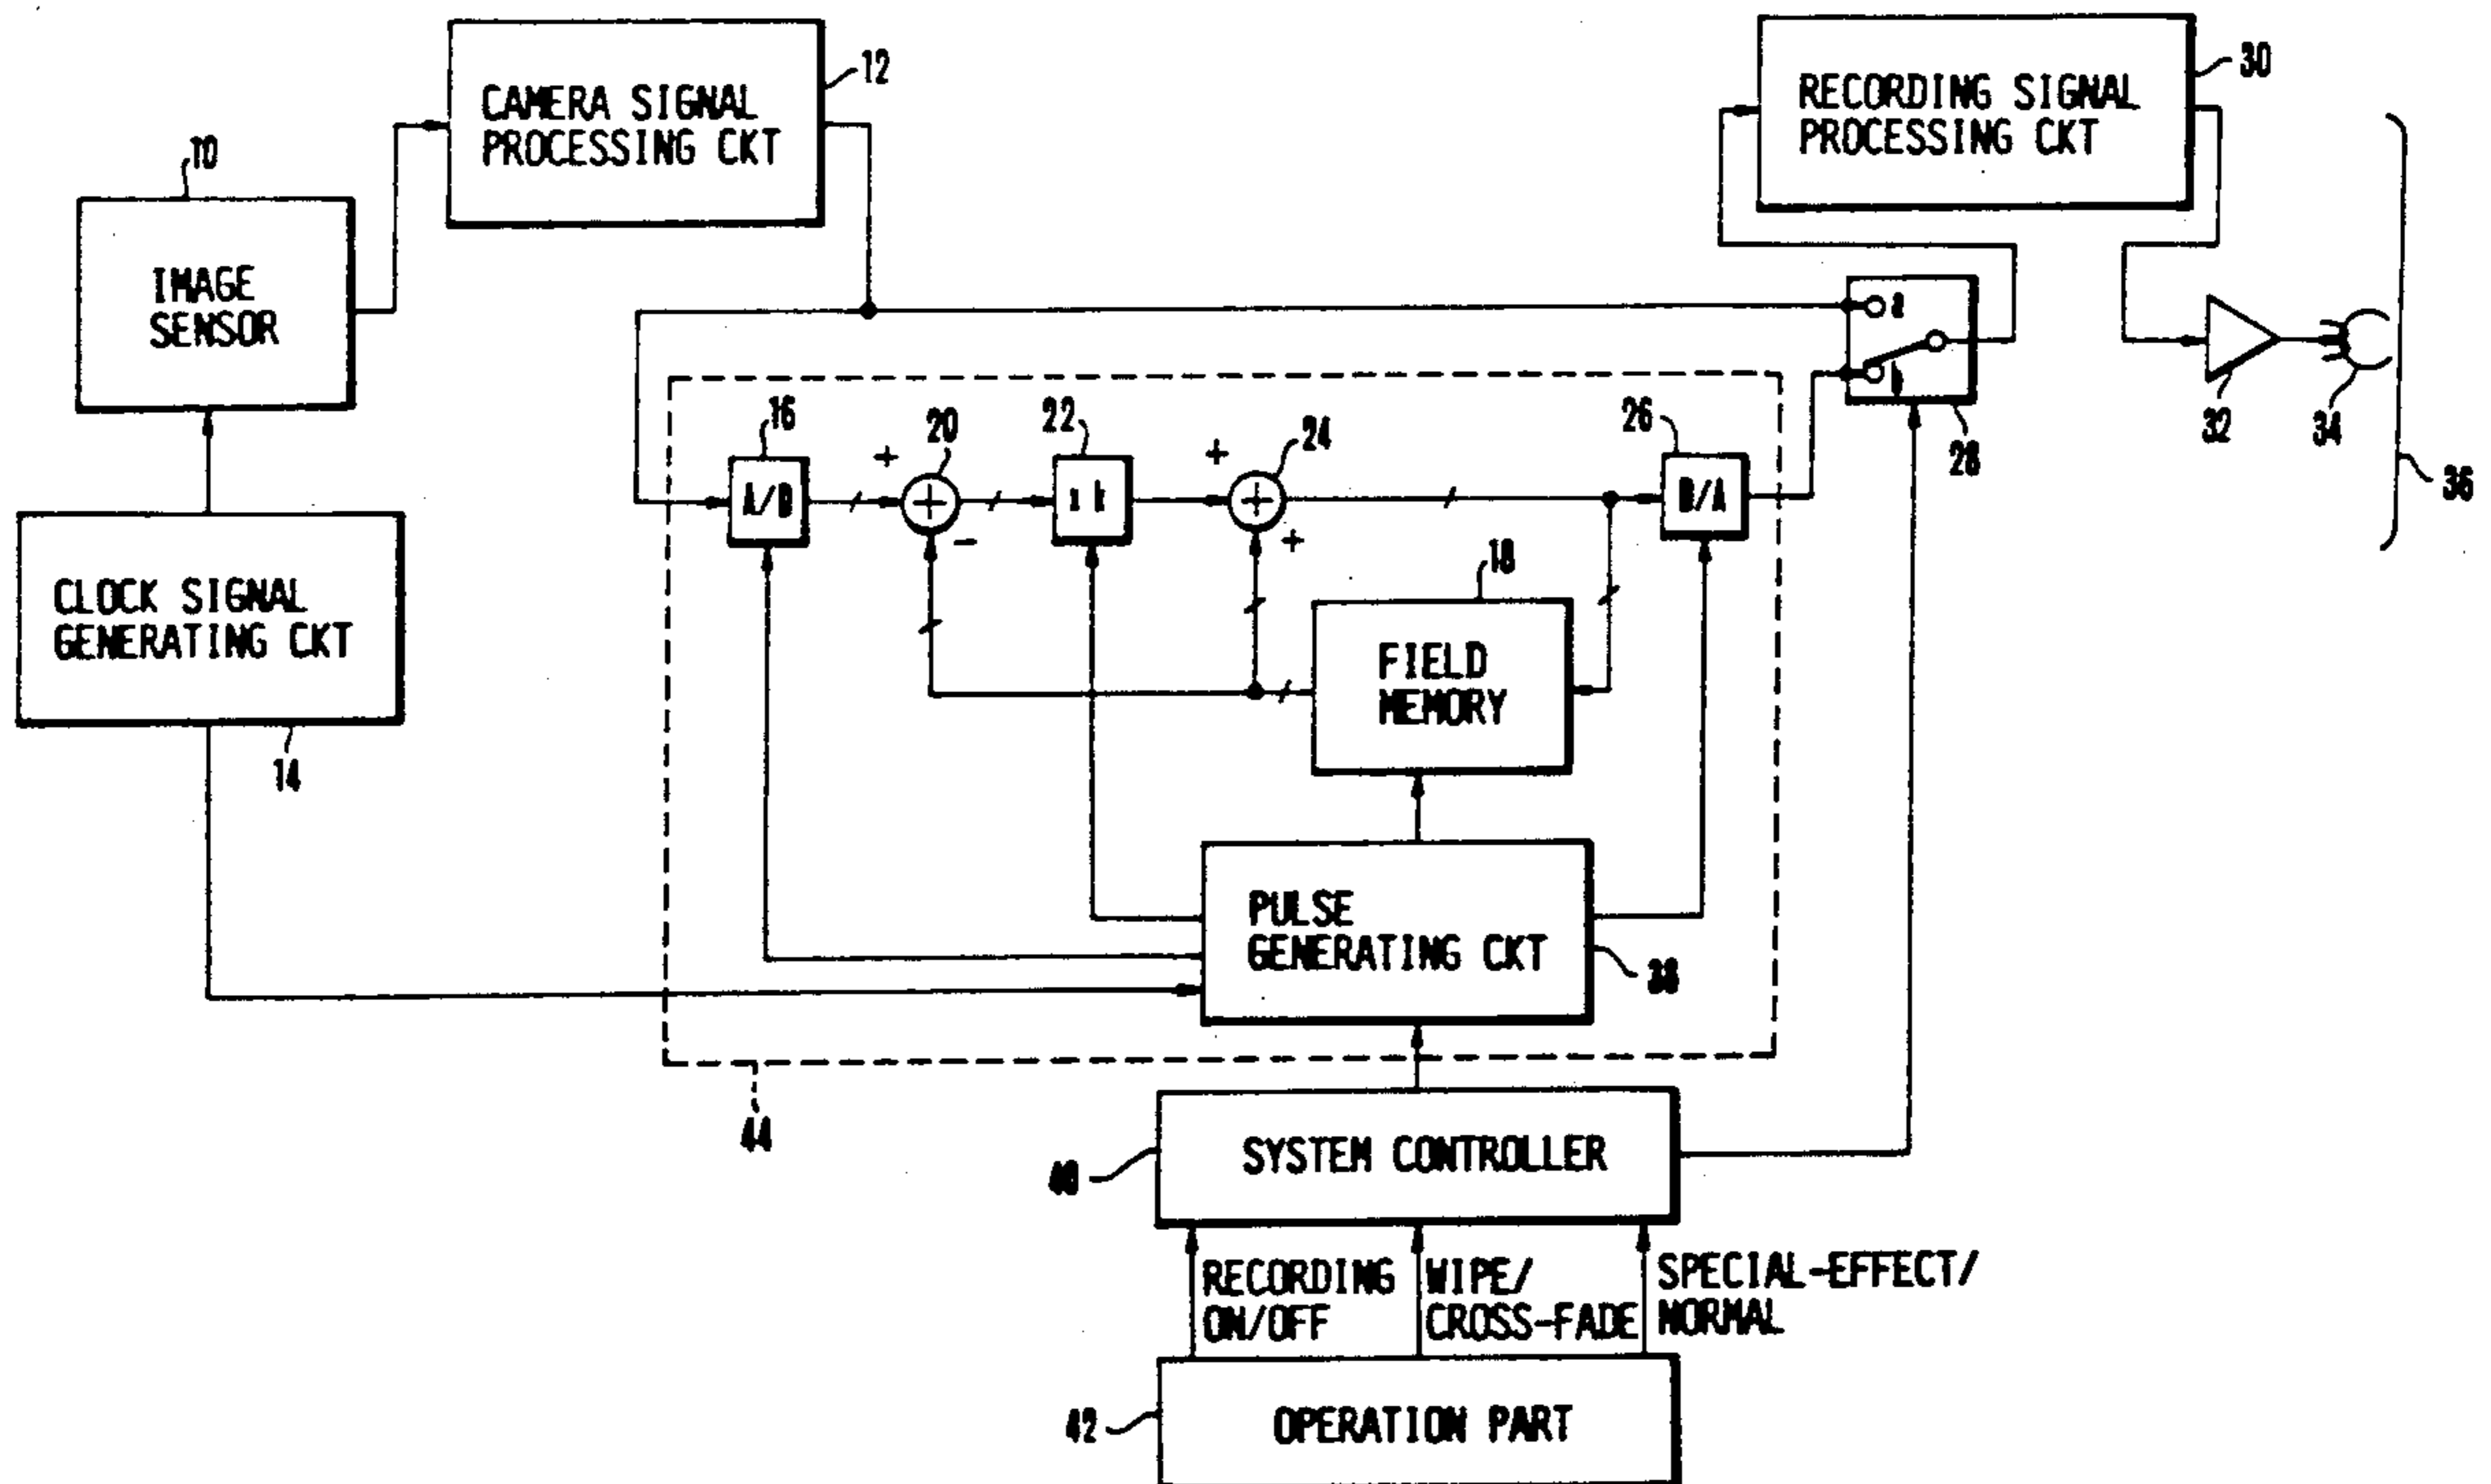 10
IMAGE
SENSOR
12
CAMERA SIGNAL
PROCESSING CKT
CLOCK SIGNAL
GENERATING CKT
14
30
RECORDING SIGNAL
PROCESSING CKT
a
b
28
32
34
36
16
A/D
+
20
+
-
22
x k
+
24
+
+
26
D/A
18
FIELD
MEMORY
PULSE
GENERATING CKT
38
44
40
SYSTEM CONTROLLER
RECORDING
ON/OFF
WIPE/
CROSS-FADE
SPECIAL-EFFECT/
NORMAL
42
OPERATION PART